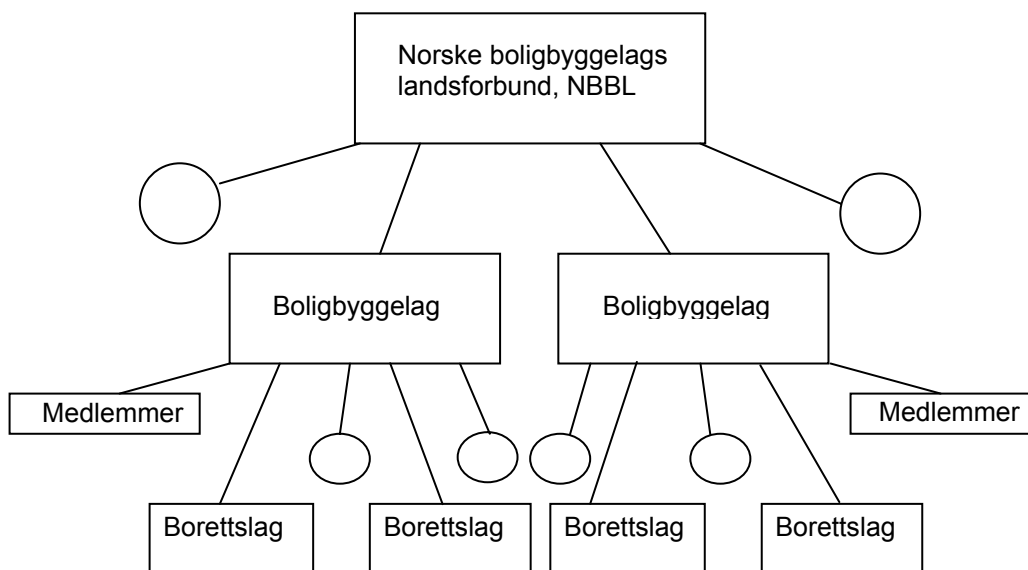 Norske boligbyggelags
landsforbund, NBBL
Boligbyggelag
Boligbyggelag
Medlemmer
Medlemmer
Borettslag
Borettslag
Borettslag
Borettslag